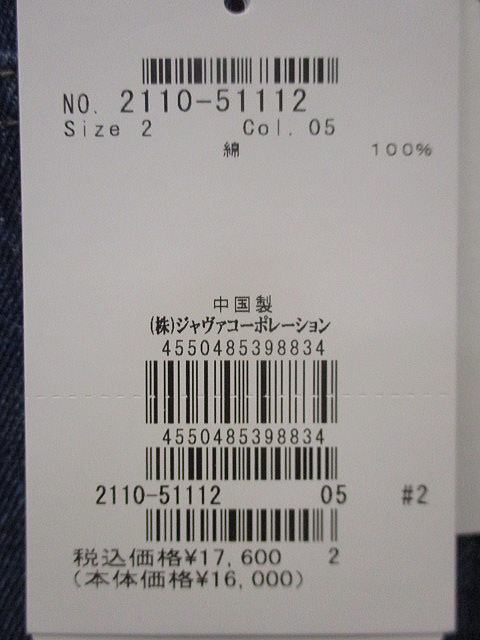 NO. 2110-51112
Size 2 Col. 05
綿 100%
中国製
(株)ジャヴァコーポレーション
4550485398834
4550485398834
2110-51112 05 #2
税込価格¥17,600 2
(本体価格¥16,000)